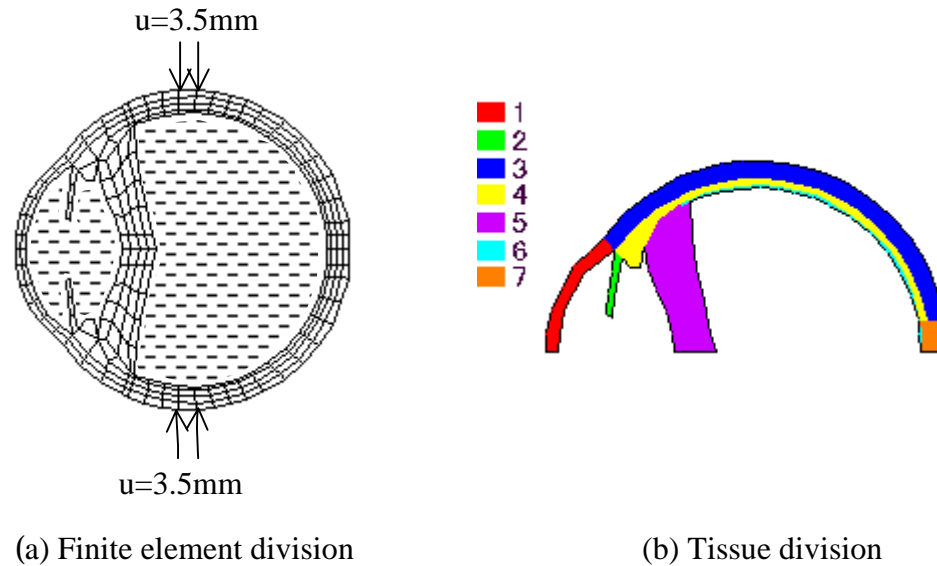 u=3.5mm
1
2
3
4
5
6
7
u=3.5mm
(a) Finite element division
(b) Tissue division